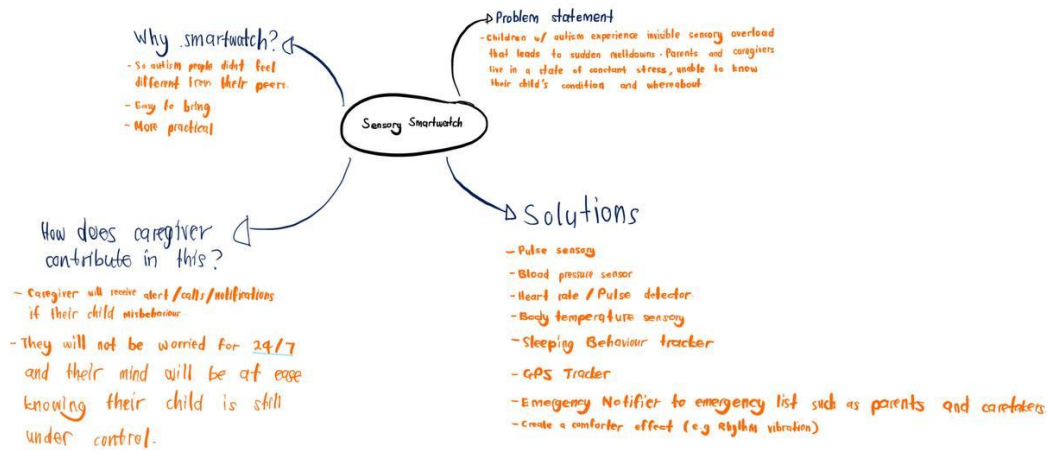 Why smartwatch?
- So autism people didn't feel
different from their peers.
- Easy to bring
- More practical
Problem statement
- Children w/ autism experience invisible sensory overload
that leads to sudden melldowns. Parents and caregivers
live in a state of constant stress, unable to know
their child's condition and whereabout
Sensory Smartwatch
How does caregiver
contribute in this?
- Caregiver will receive alert/calls/notifications
if their child misbehaviour
- They will not be worried for 24/7
and their mind will be at ease
knowing their child is still
under control.
Solutions
- Pulse sensory
- Blood pressure sensor
- Heart rate / Pulse detector
- Body temperature sensory
- Sleeping Behaviour tracker
- GPS Tracker
- Emergency Notifier to emergency list such as parents and caretakers.
- Create a comforter effect (e.g Rhythm vibration)